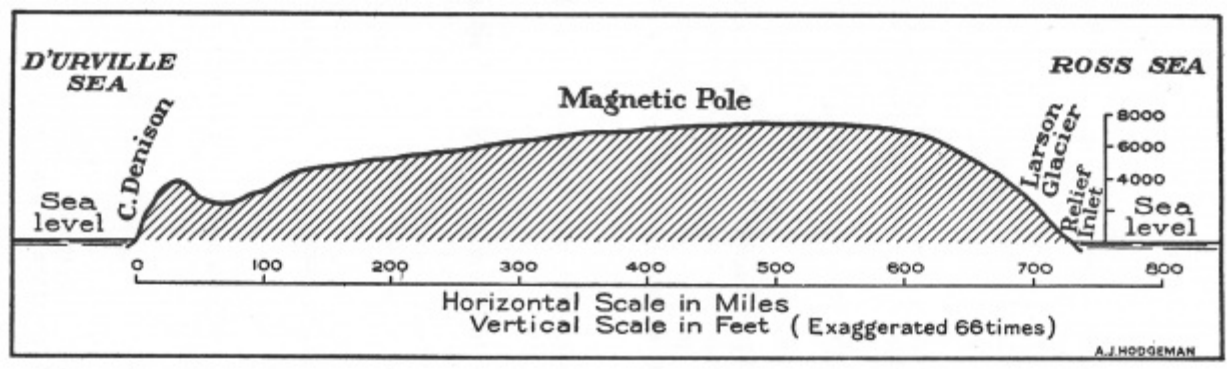 D'URVILLE
SEA
C. Denison
Sea
level
Magnetic Pole
ROSS SEA
Larson
Glacier
Relief
Inlet
8000
6000
4000
Sea
level
0 100 200 300 400 500 600 700 800
Horizontal Scale in Miles
Vertical Scale in Feet ( Exaggerated 66 times)
A.J.HODGEMAN